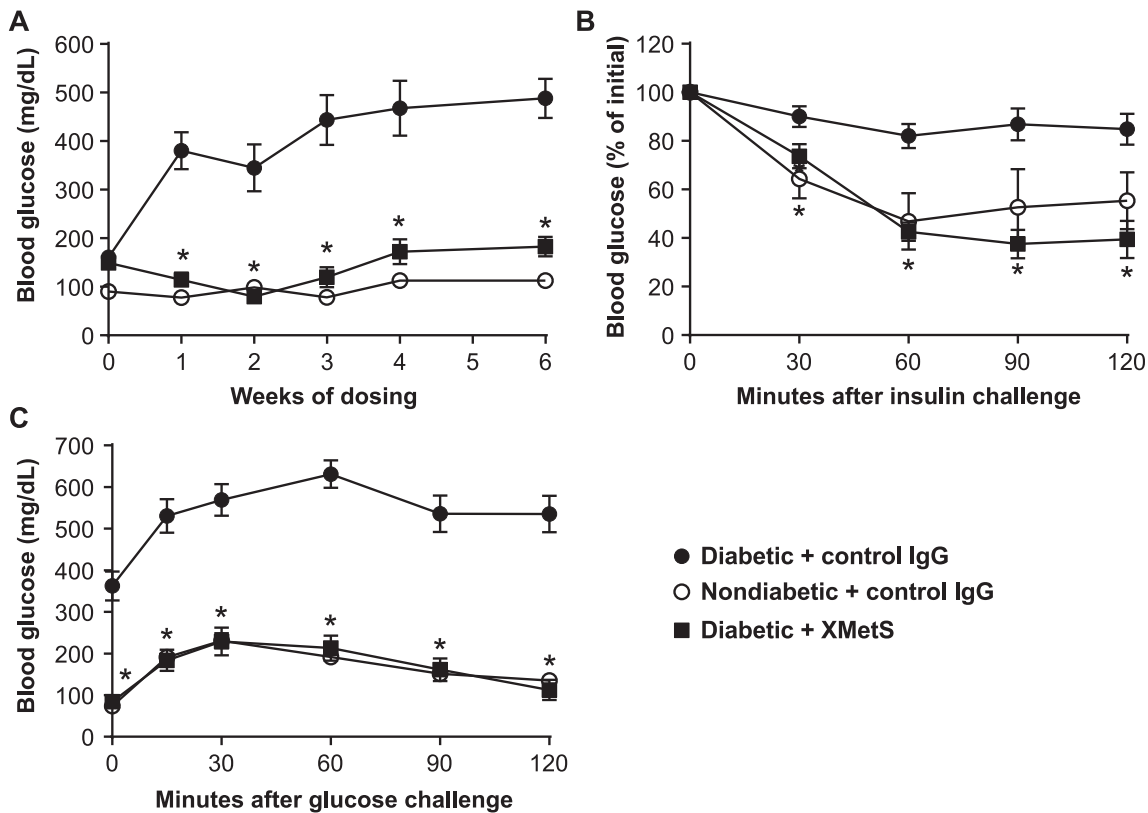 A
Blood glucose (mg/dL)
600
500
400
300
200
100
0
* * * * *
0 1 2 3 4 5 6
Weeks of dosing
B
Blood glucose (% of initial)
120
100
80
60
40
20
0
* * * *
0 30 60 90 120
Minutes after insulin challenge
C
Blood glucose (mg/dL)
700
600
500
400
300
200
100
0
* * * * * *
0 30 60 90 120
Minutes after glucose challenge
Diabetic + control IgG
Nondiabetic + control IgG
Diabetic + XMetS